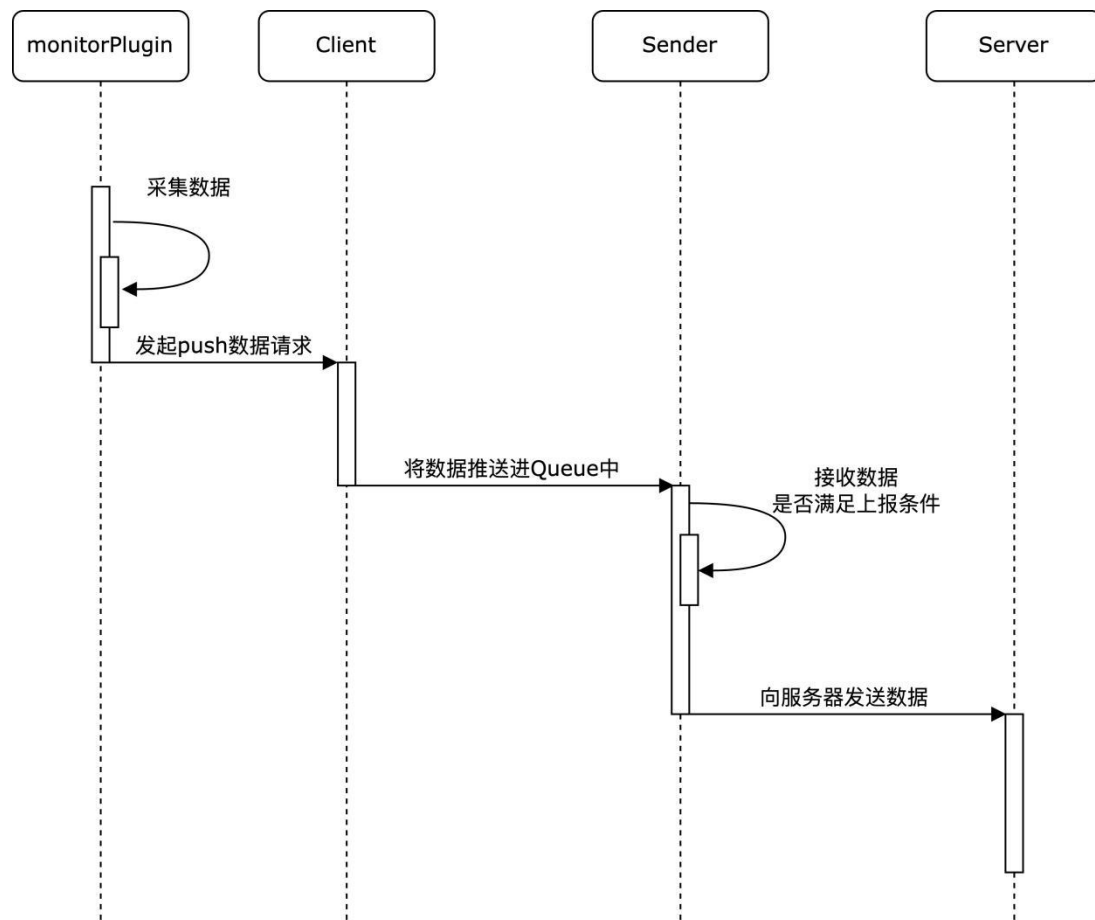 monitorPlugin
Client
Sender
Server
采集数据
发起push数据请求
将数据推送进Queue中
接收数据
是否满足上报条件
向服务器发送数据